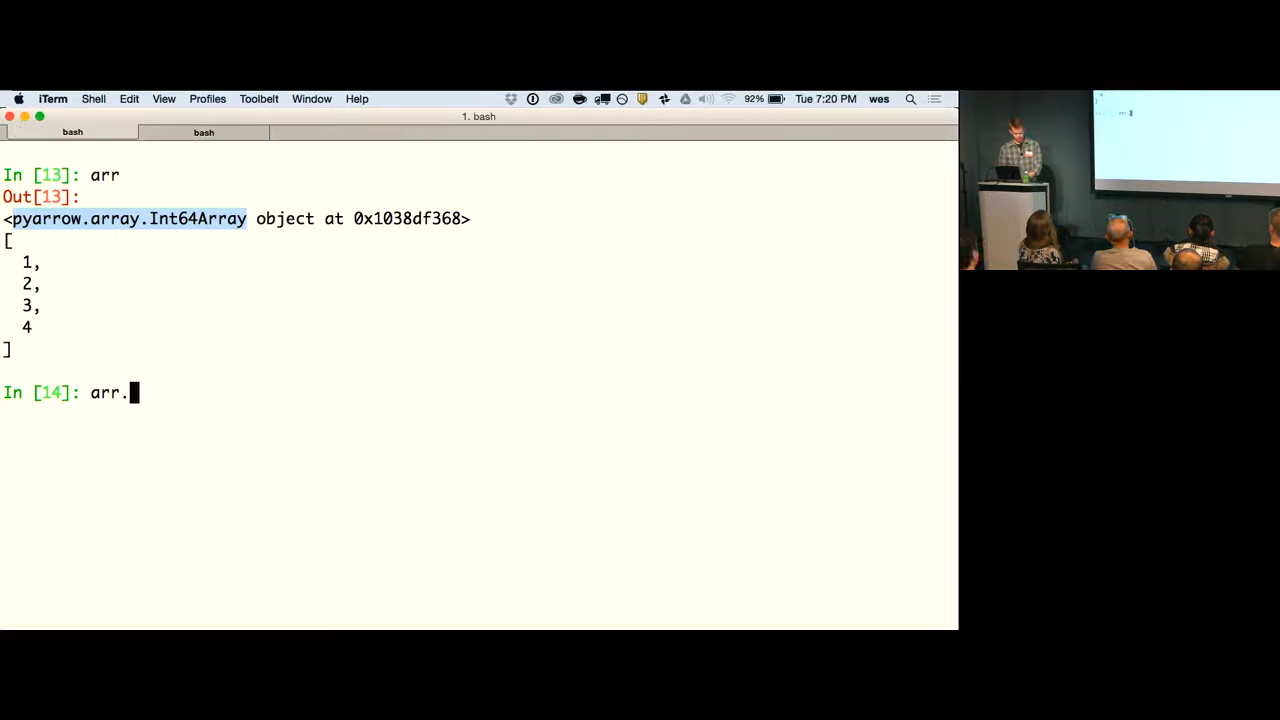 iTerm Shell Edit View Profiles Toolbelt Window Help 92% Tue 7:20 PM wes
1. bash
bash bash
In [13]: arr
Out[13]:
<pyarrow.array.Int64Array object at 0x1038df368>
[
1,
2,
3,
4
]
In [14]: arr.